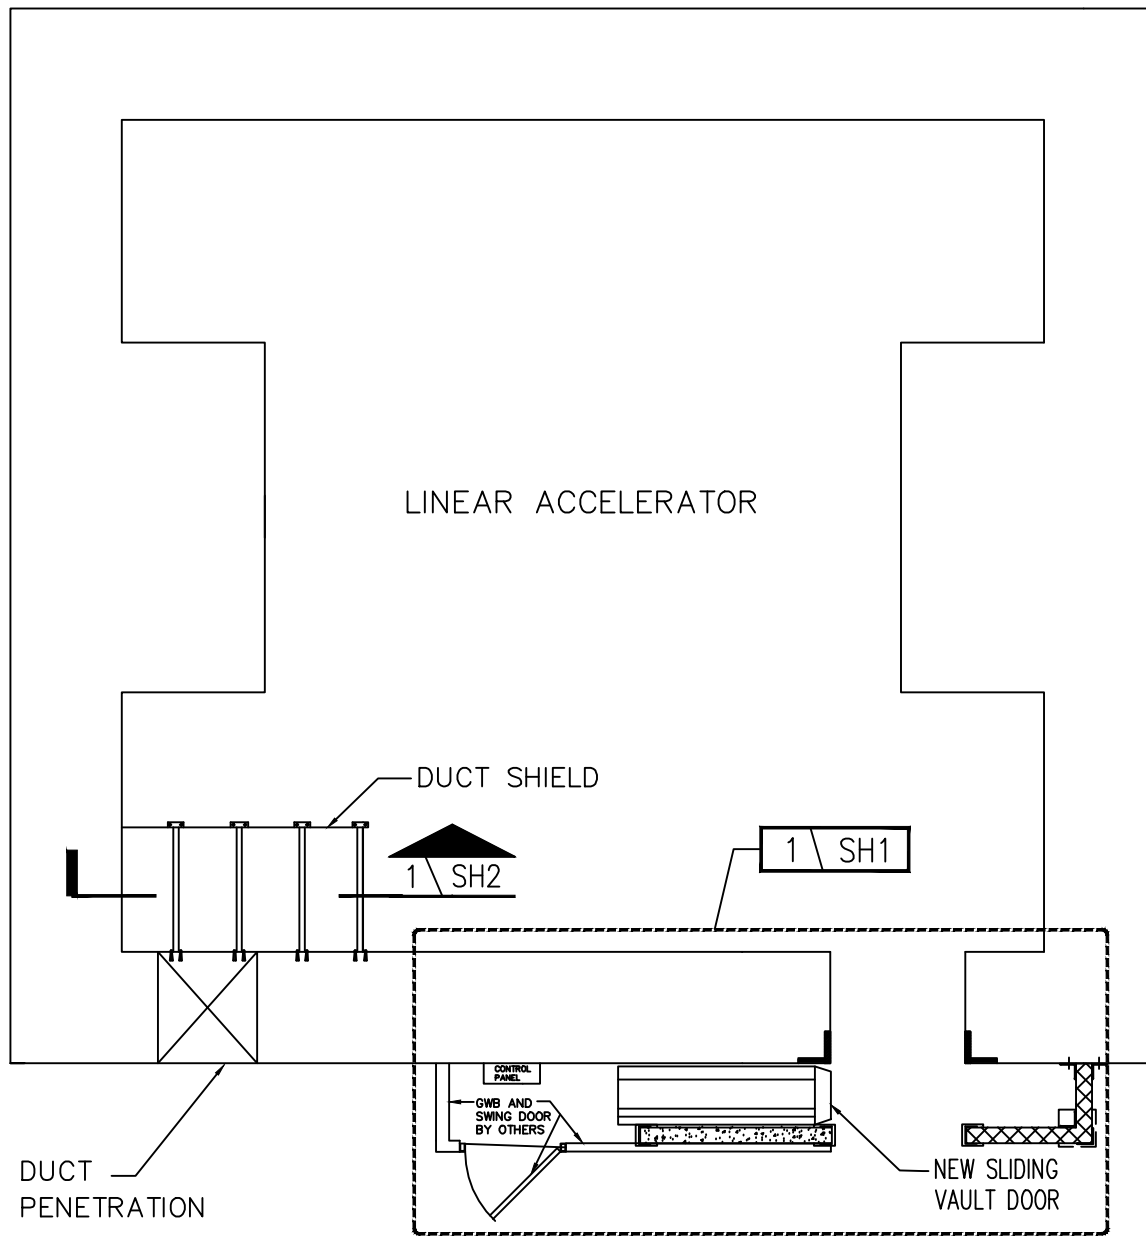 LINEAR ACCELERATOR
DUCT SHIELD
1 SH2
1 SH1
CONTROL
PANEL
GWB AND
SWING DOOR
BY OTHERS
DUCT
PENETRATION
NEW SLIDING
VAULT DOOR